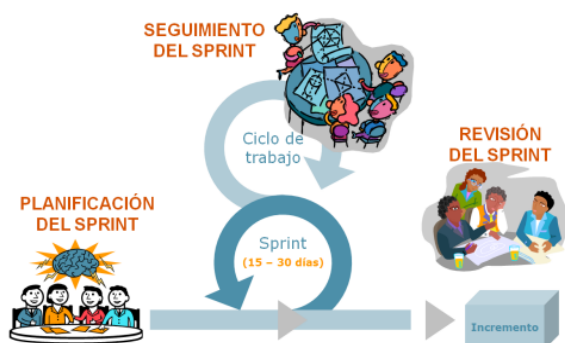 SEGUIMIENTO
DEL SPRINT
Ciclo de
trabajo
REVISIÓN
DEL SPRINT
PLANIFICACIÓN
DEL SPRINT
Sprint
(15 – 30 días)
Incremento